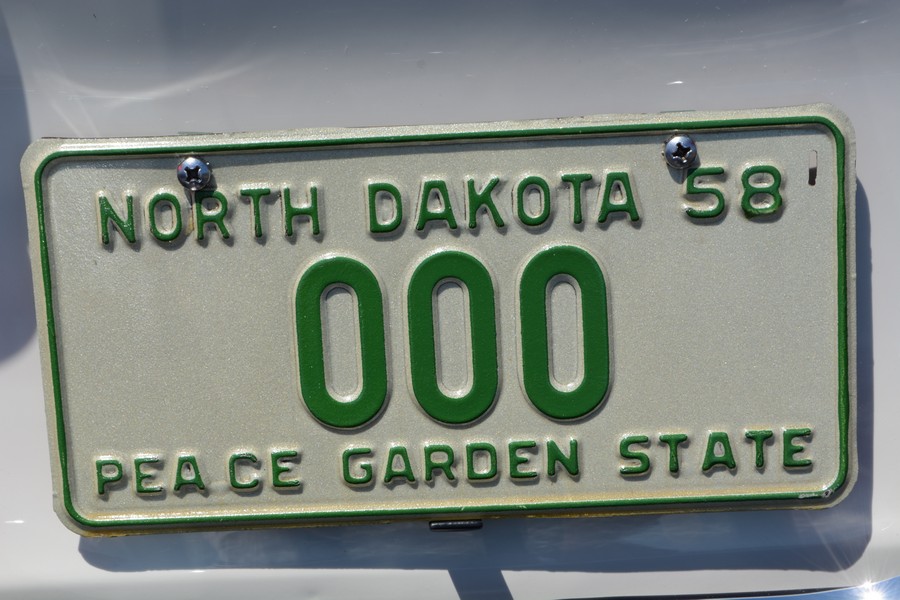 NORTH DAKOTA 58
000
PEACE GARDEN STATE